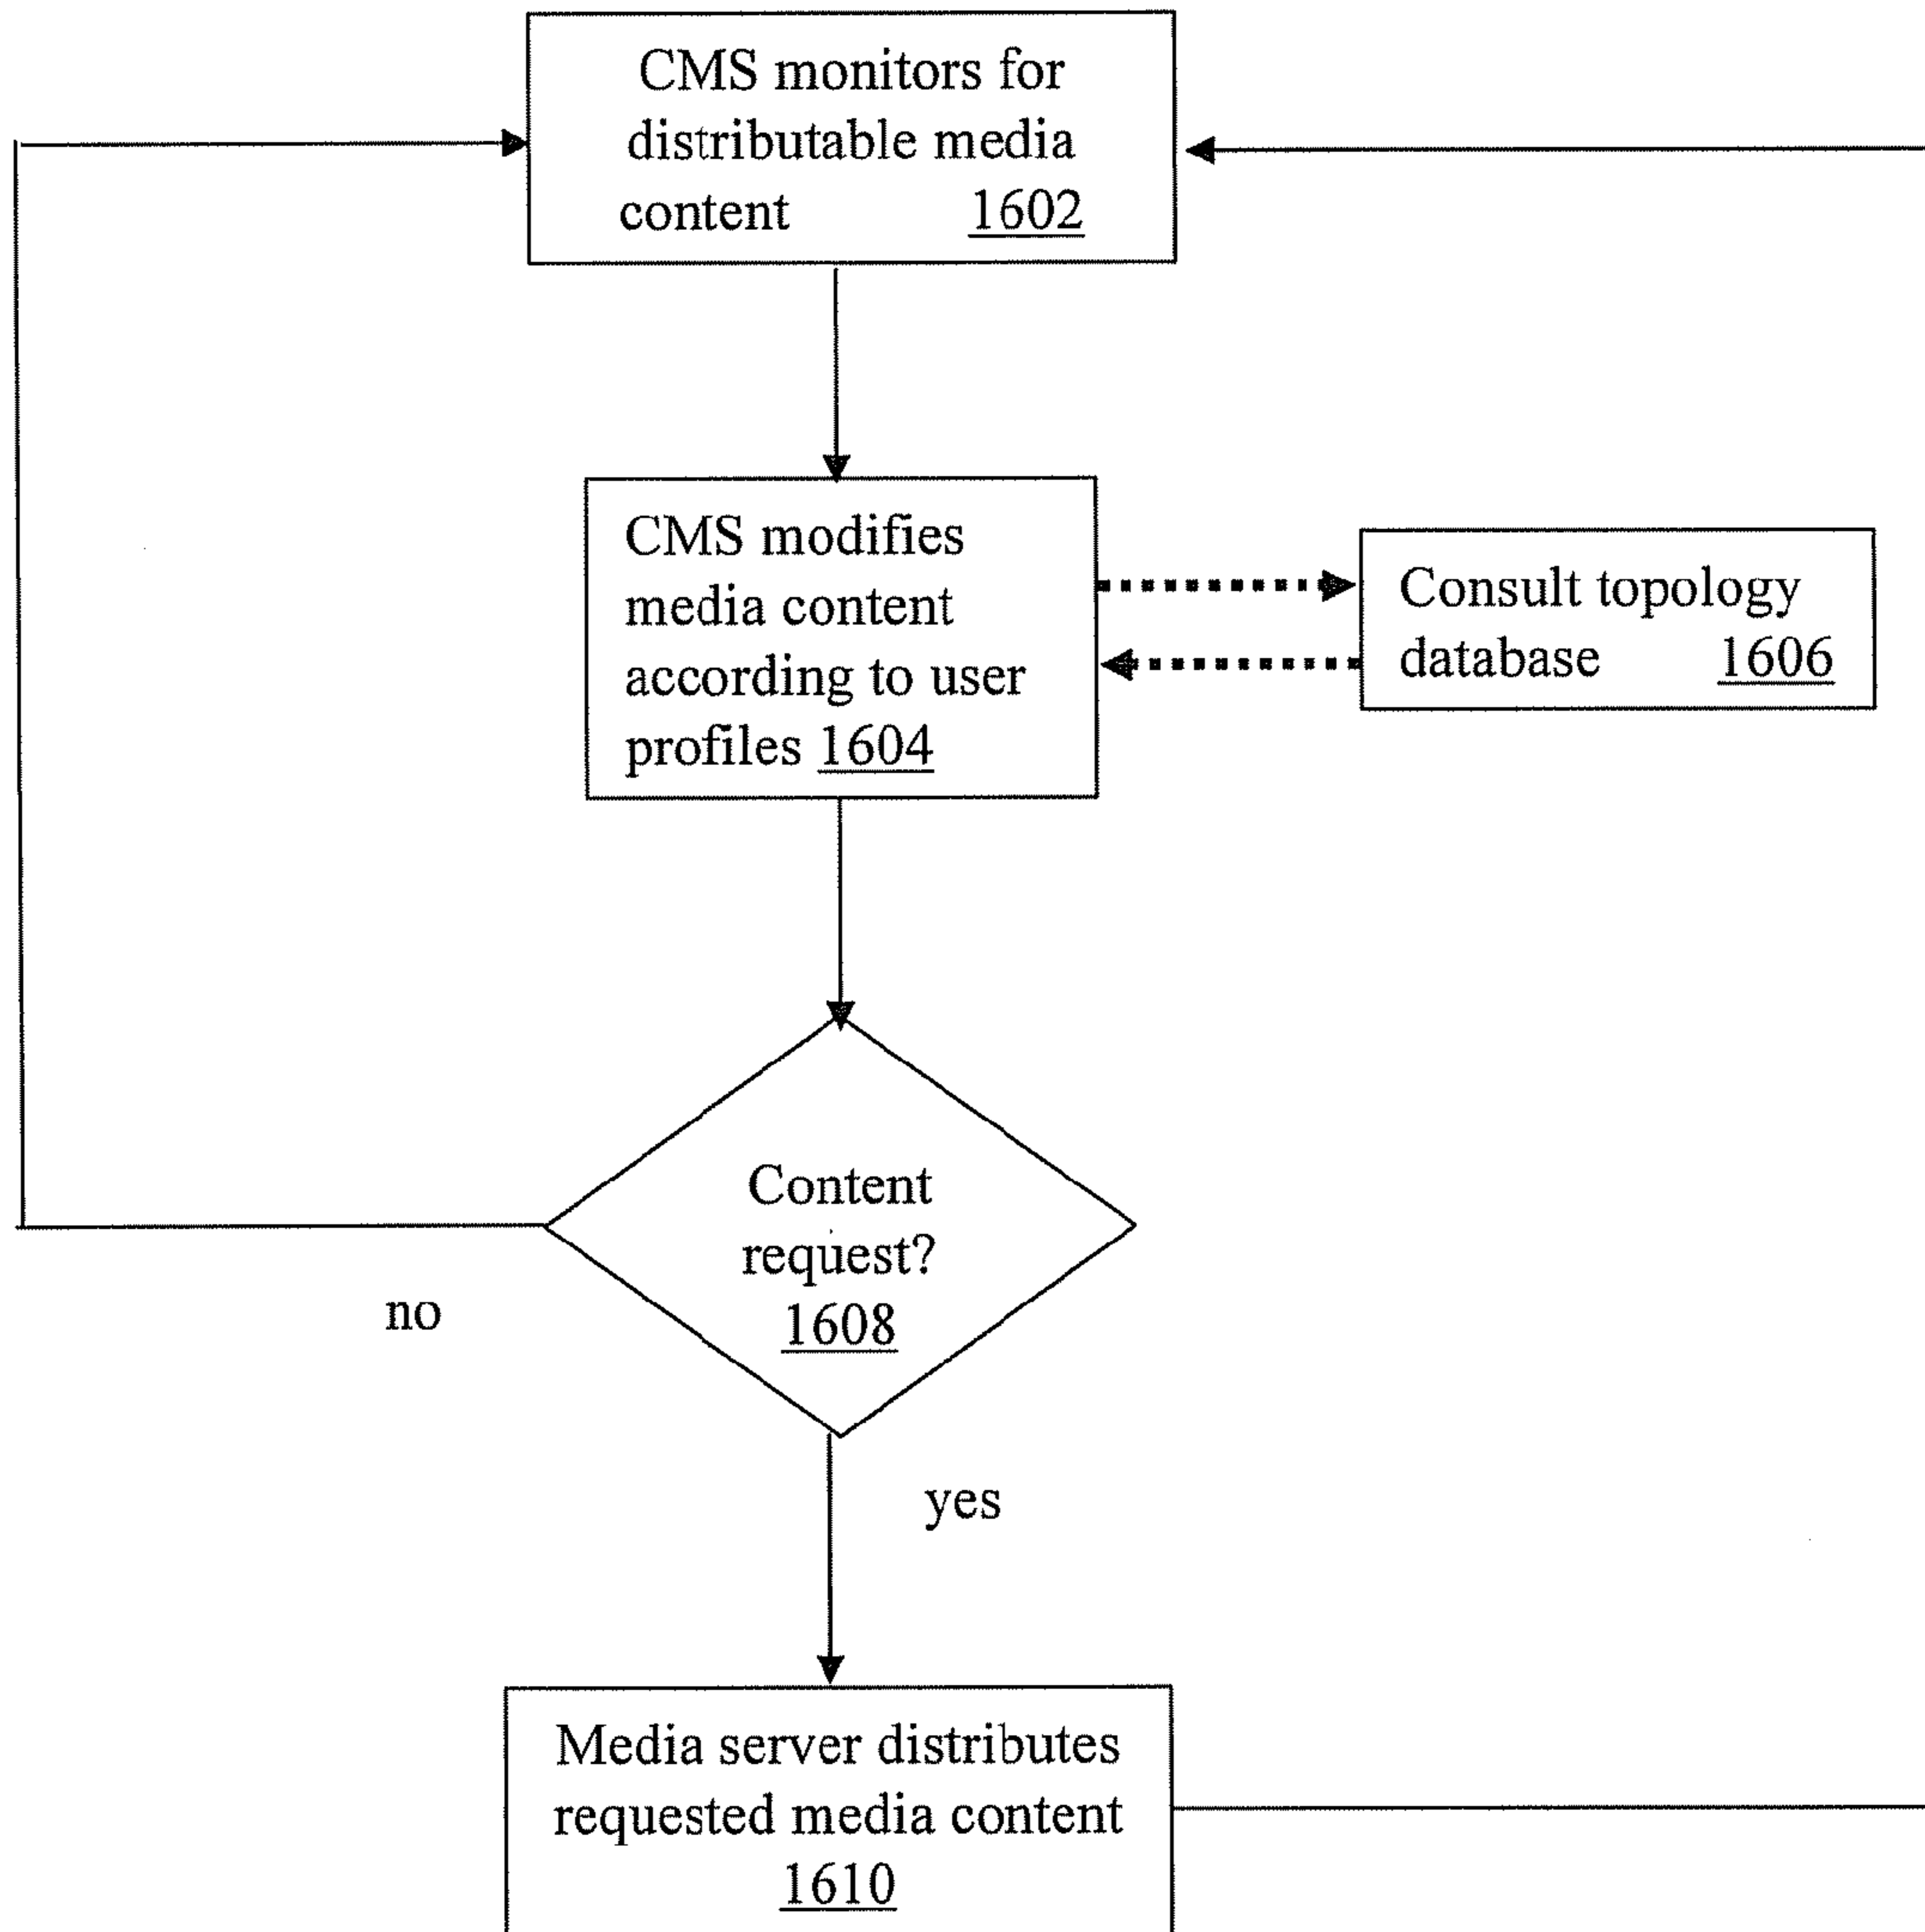 CMS monitors for
distributable media
content 1602
CMS modifies
media content
according to user
profiles 1604
Consult topology
database 1606
Content
request?
1608
no
yes
Media server distributes
requested media content
1610